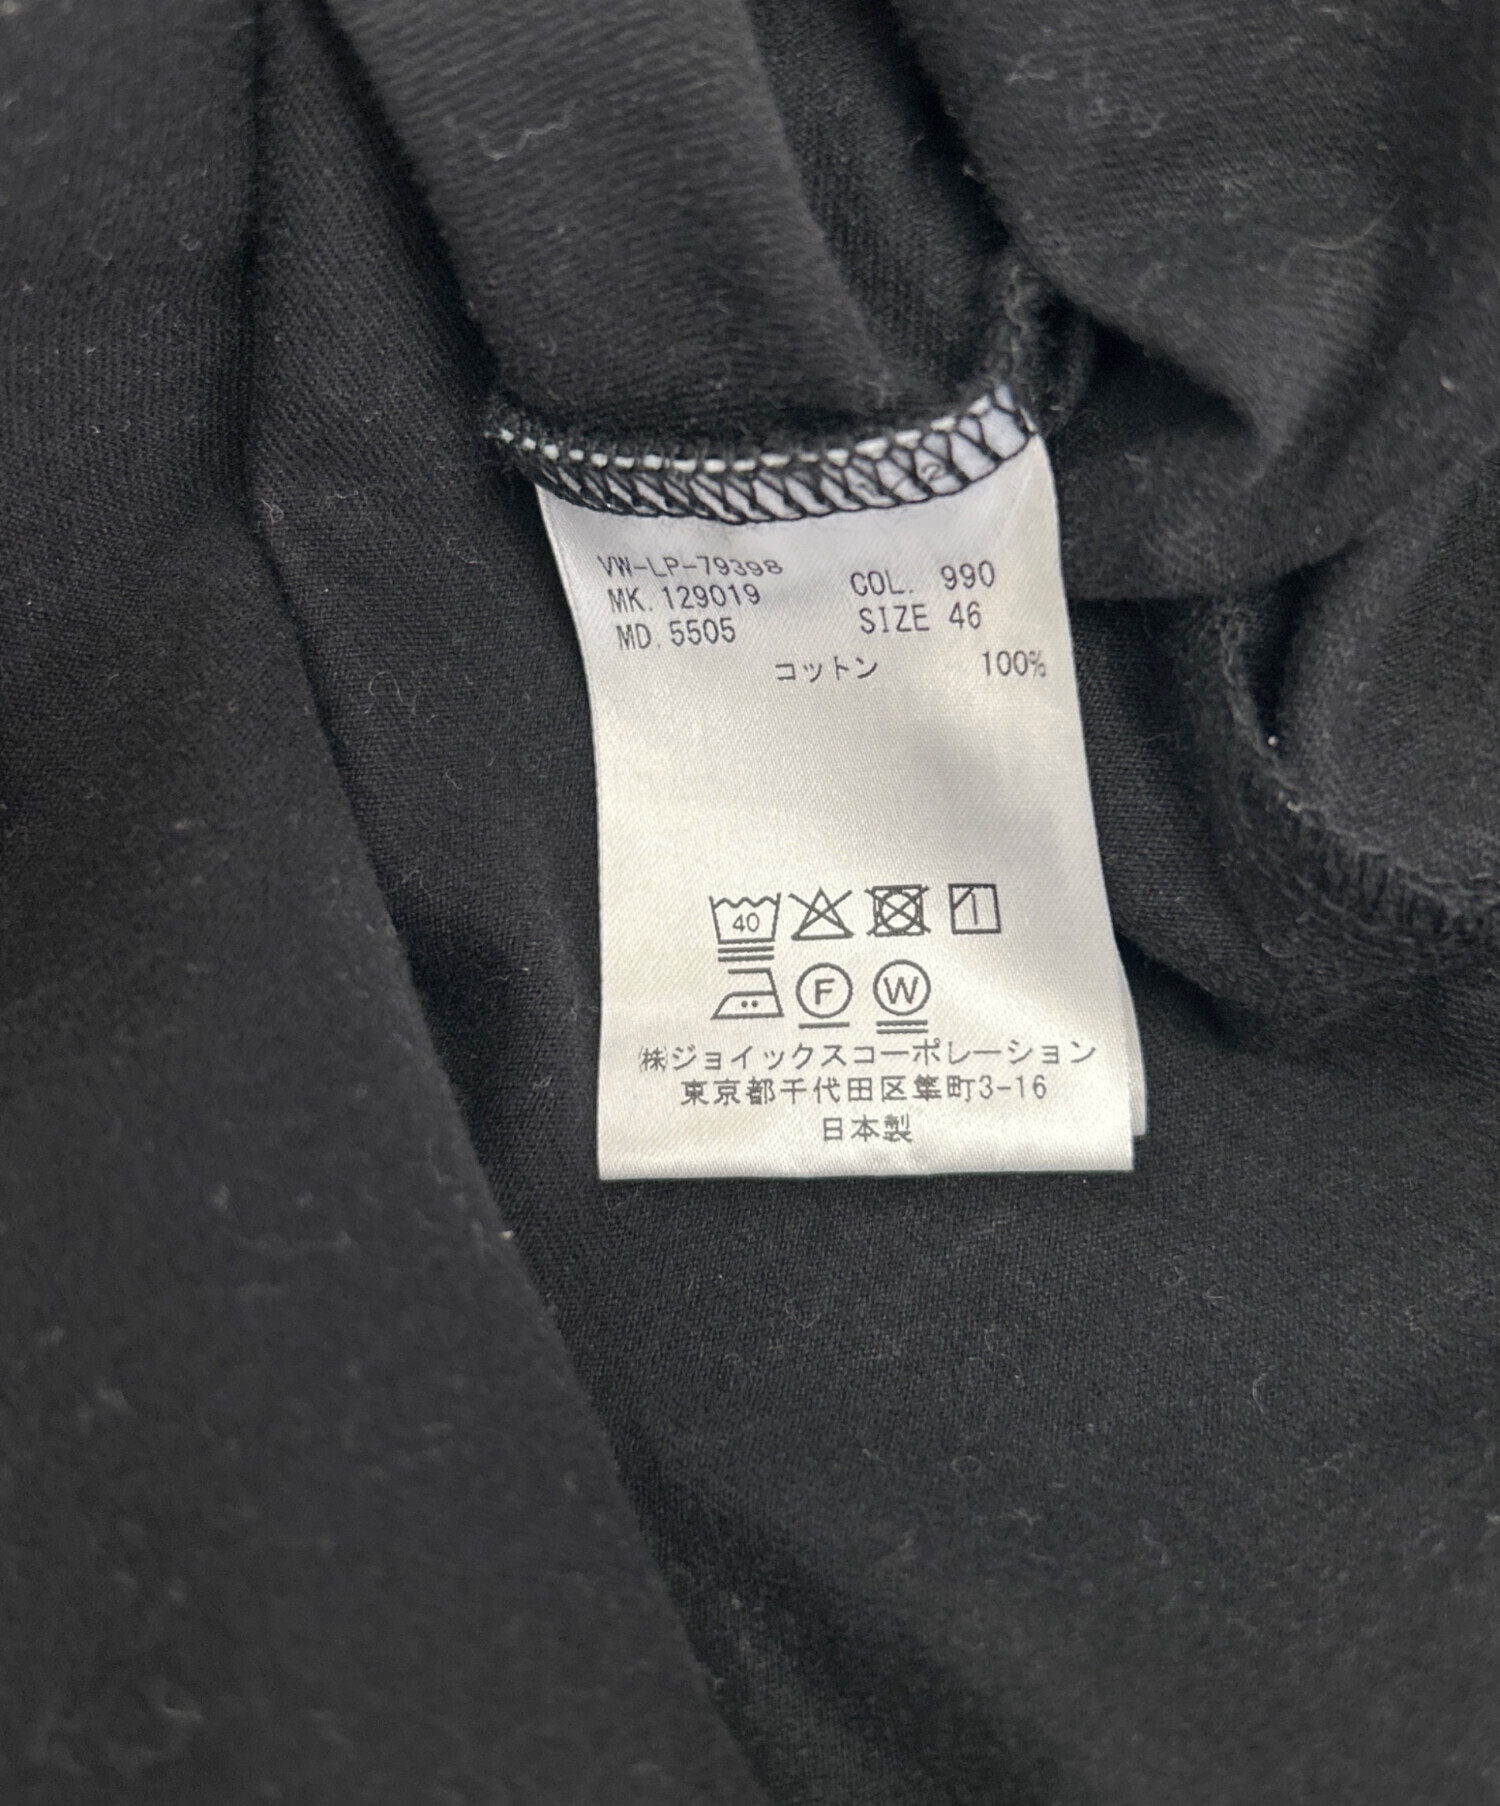 VW-LP-79398
MK. 129019 COL. 990
MD. 5505 SIZE 46
コットン 100%
40
F W
㈱ジョイックスコーポレーション
東京都千代田区隼町3-16
日本製